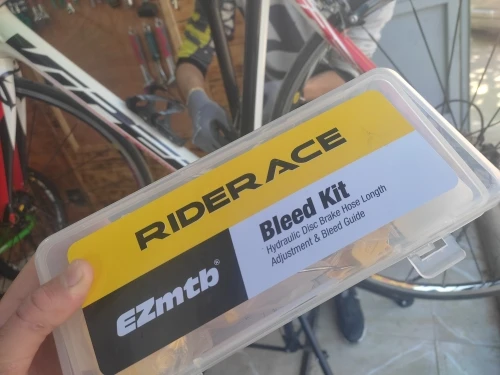 RIDERACE
EZmtb®
Bleed Kit
Hydraulic Disc Brake Hose Length
Adjustment & Bleed Guide